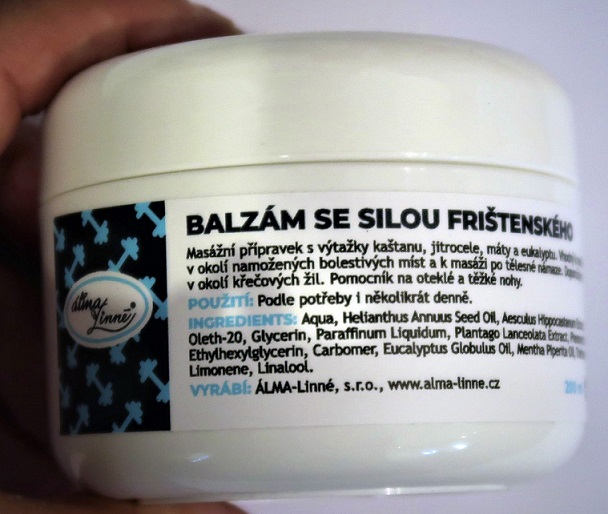 BALZÁM SE SILOU FRIŠTENSKÉHO
Masážní přípravek s výtažky kaštanu, jitrocele, máty a eukalyptu.
v okolí namožených bolestivých míst a k masáži po tělesné námaze.
v okolí křečových žil. Pomocník na oteklé a těžké nohy.
POUŽITÍ: Podle potřeby i několikrát denně.
INGREDIENTS: Aqua, Helianthus Annuus Seed Oil, Aesculus Hippocastanum
Oleth-20, Glycerin, Paraffinum Liquidum, Plantago Lanceolata Extract,
Ethylhexylglycerin, Carbomer, Eucalyptus Globulus Oil, Mentha Piperita Oil,
Limonene, Linalool.
VYRÁBÍ: ÁLMA-Linné, s.r.o., www.alma-linne.cz
álma
Linné